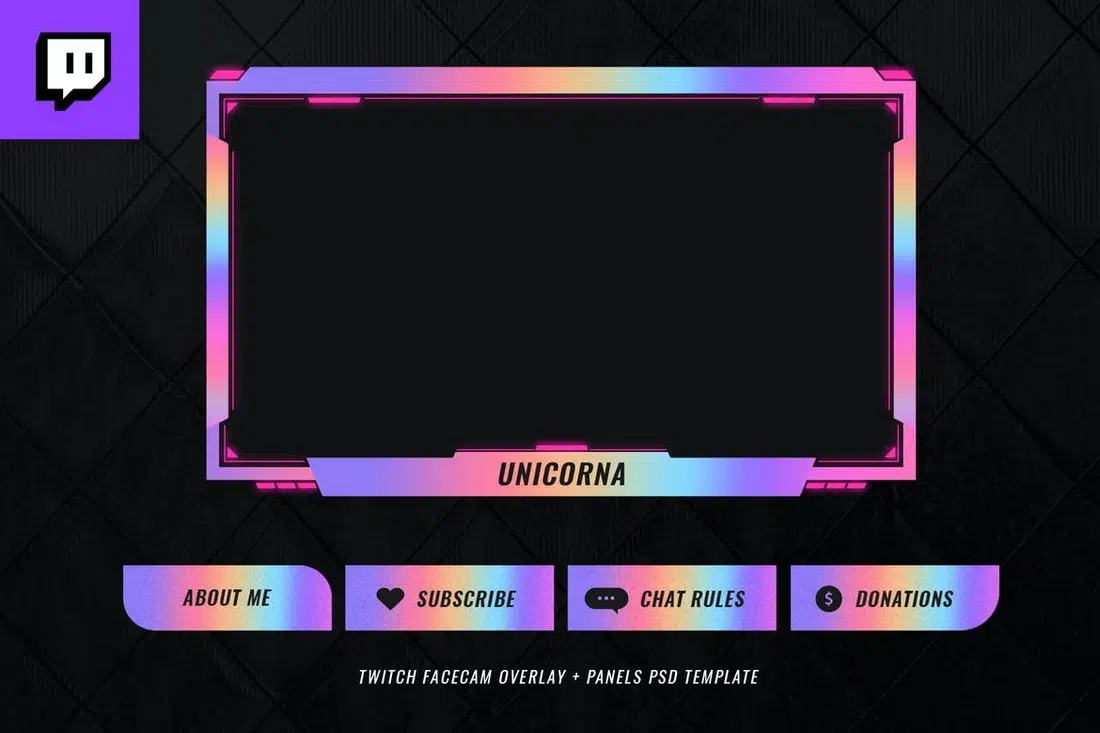 UNICORNA
ABOUT ME
SUBSCRIBE
CHAT RULES
$ DONATIONS
TWITCH FACECAM OVERLAY + PANELS PSD TEMPLATE